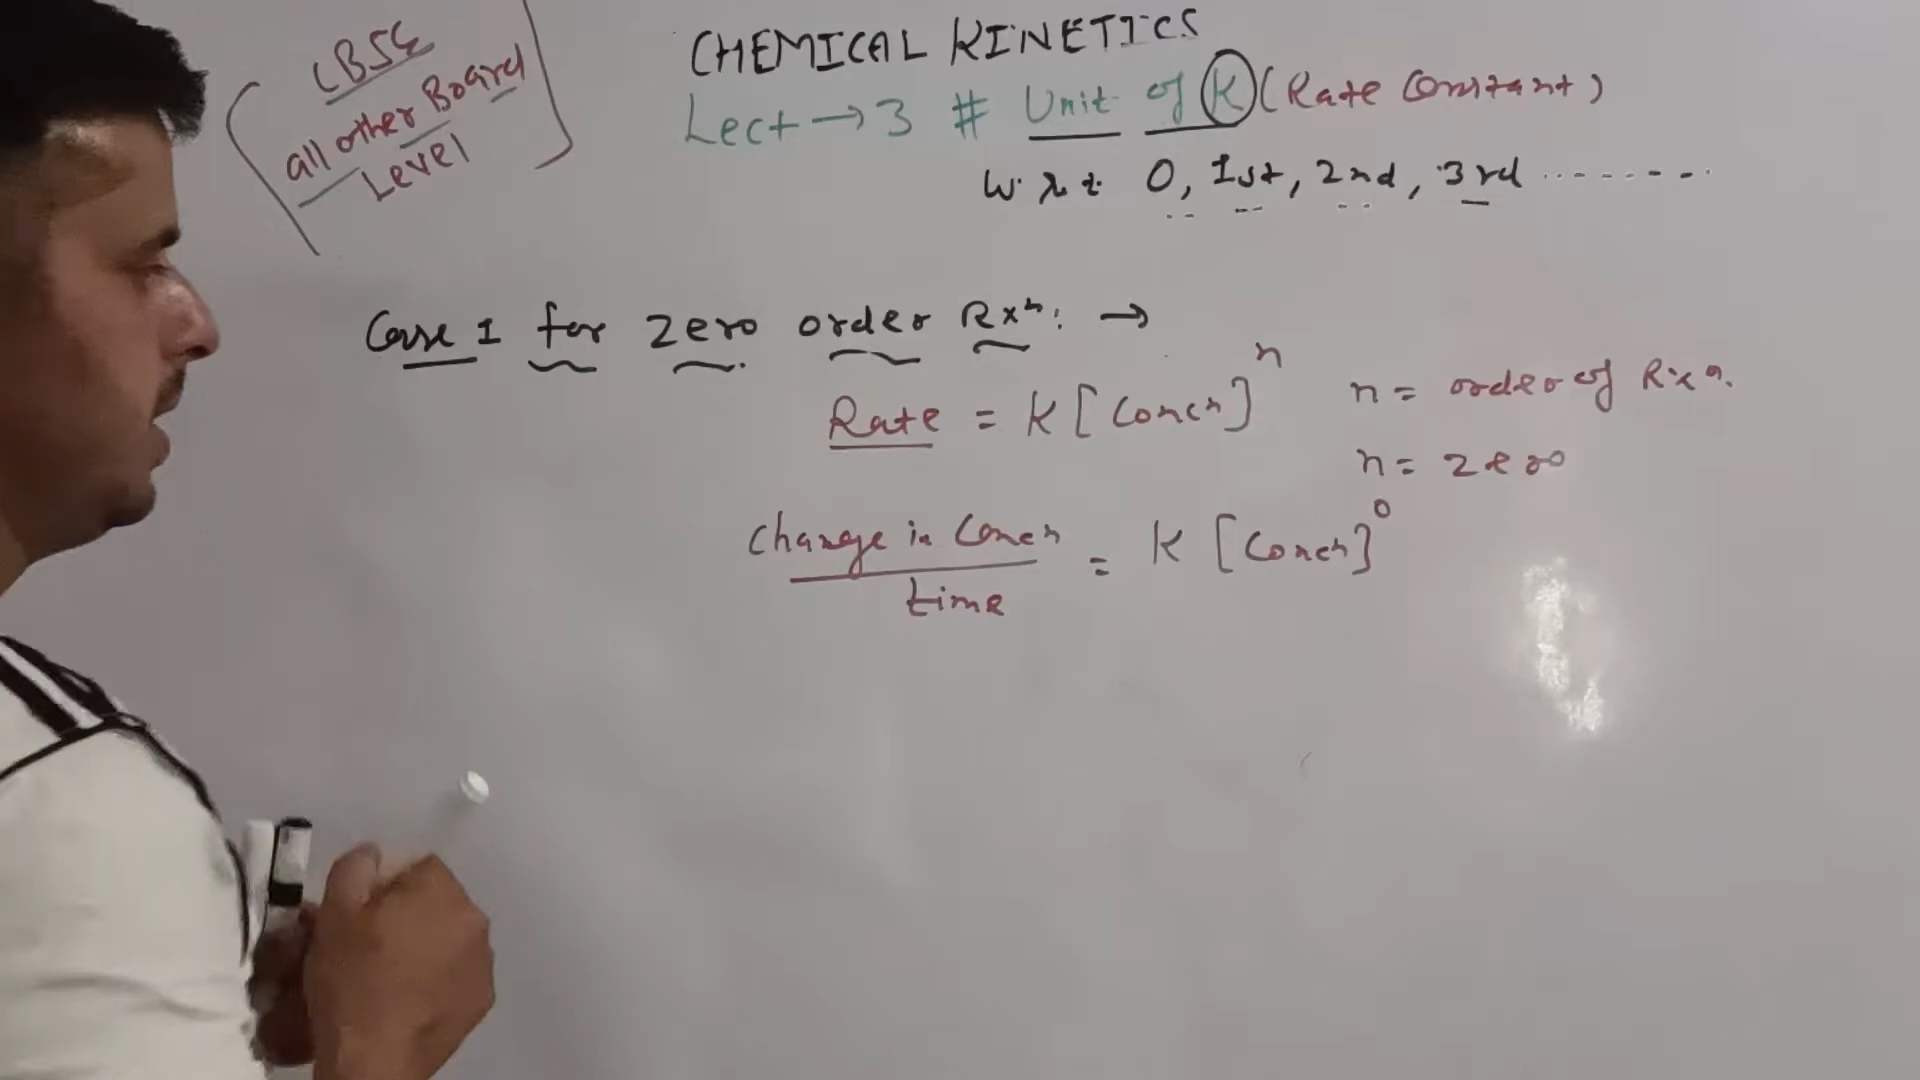 CBSE
all other Board
Level
CHEMICAL KINETICS
Lect → 3 # Unit of K (Rate Constant)
w.r.t 0, 1st, 2nd, 3rd ........
Case 1 for zero order Rxn: →
Rate = K [Concn]^n
n = order of Rxn.
n = zero
Change in Concn / time = K [Concn]^0